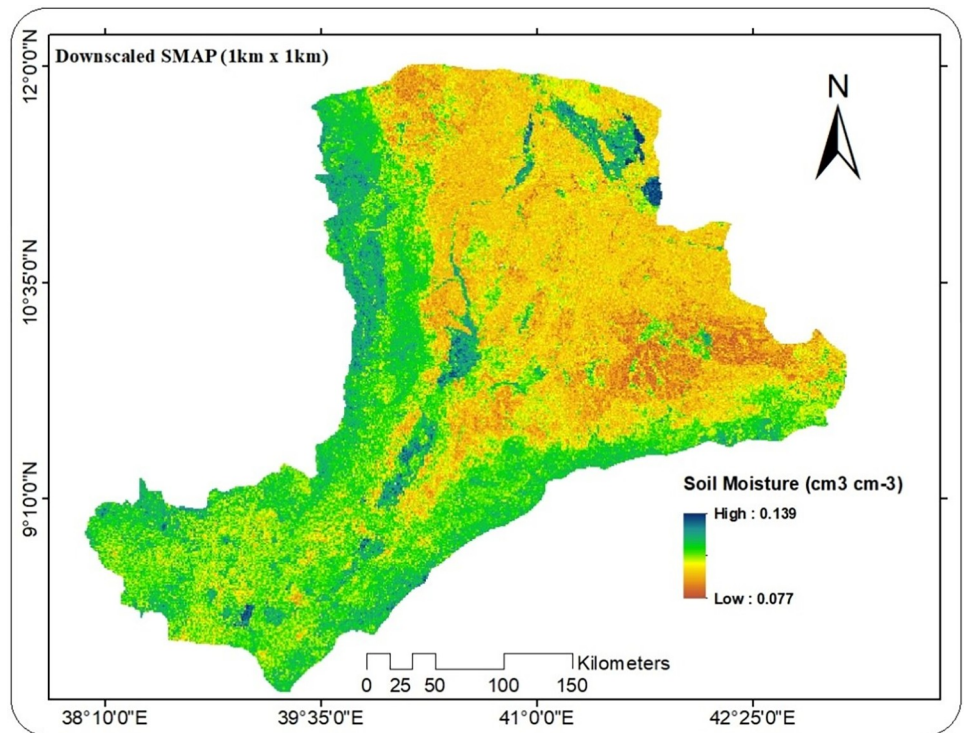 Downscaled SMAP (1km x 1km)
N
12°0'0"N
10°35'0"N
9°10'0"N
Soil Moisture (cm3 cm-3)
High : 0.139
Low : 0.077
Kilometers
0 25 50 100 150
38°10'0"E 39°35'0"E 41°0'0"E 42°25'0"E